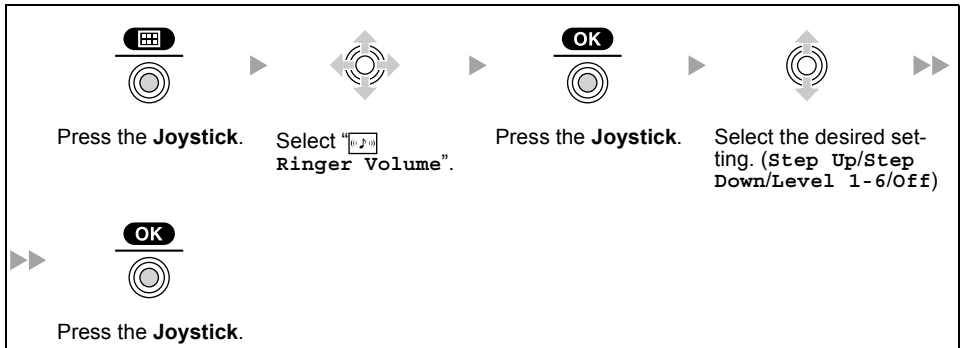 OK
Press the Joystick.
Select “
Ringer Volume”.
Press the Joystick.
Select the desired set-
ting. (Step Up/Step
Down/Level 1-6/Off)
OK
Press the Joystick.